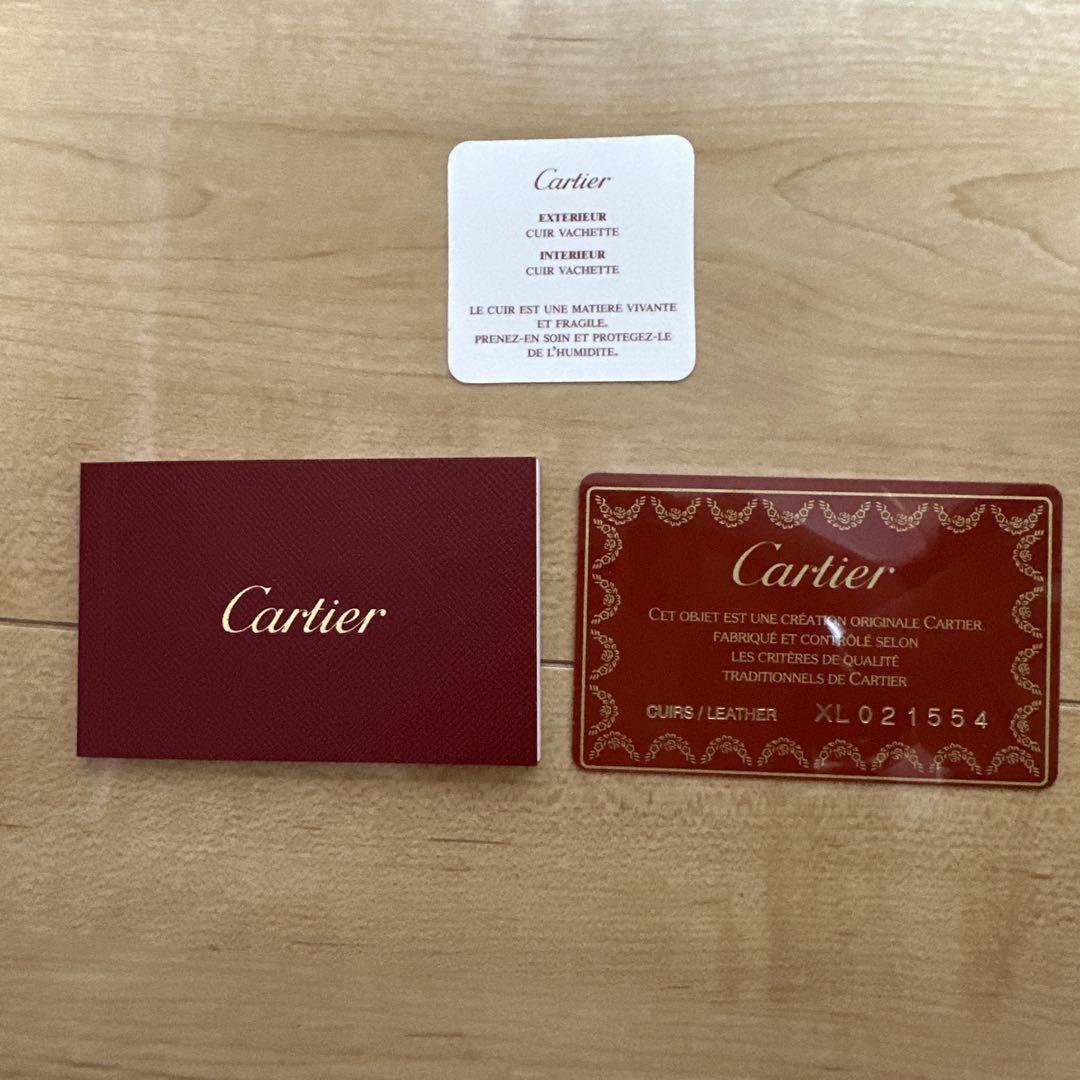 Cartier
EXTERIEUR
CUIR VACHETTE
INTERIEUR
CUIR VACHETTE
LE CUIR EST UNE MATIERE VIVANTE
ET FRAGILE.
PRENEZ-EN SOIN ET PROTEGEZ-LE
DE L'HUMIDITE.
Cartier
Cartier
CET OBJET EST UNE CRÉATION ORIGINALE CARTIER
FABRIQUÉ ET CONTRÔLÉ SELON
LES CRITÈRES DE QUALITÉ
TRADITIONNELS DE CARTIER
CUIRS / LEATHER XL021554